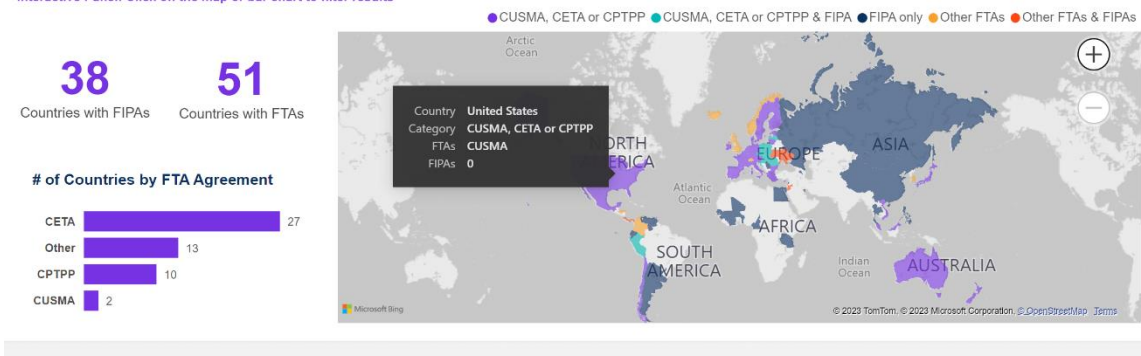 CUSMA, CETA or CPTPP CUSMA, CETA or CPTPP & FIPA FIPA only Other FTAs Other FTAs & FIPAs
38
Countries with FIPAs
51
Countries with FTAs
# of Countries by FTA Agreement
CETA 27
Other 13
CPTPP 10
CUSMA 2
Arctic
Ocean
Country United States
Category CUSMA, CETA or CPTPP
FTAs CUSMA
FIPAs 0
NORTH
AMERICA
EUROPE
ASIA
Atlantic
Ocean
AFRICA
SOUTH
AMERICA
Indian
Ocean
AUSTRALIA
Microsoft Bing
© 2023 TomTom, © 2023 Microsoft Corporation, © OpenStreetMap Terms